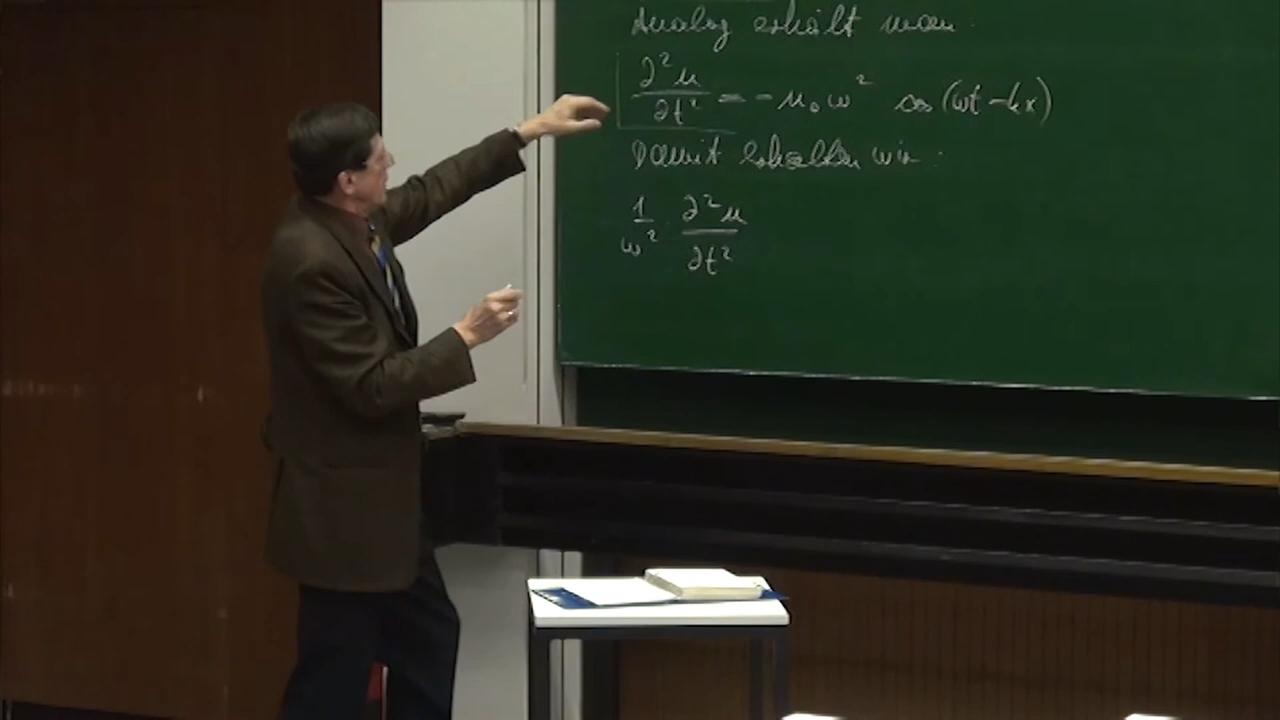 Analog erhält man:
∂²u/∂t² = -u₀ω² cos(ωt-kx)
Damit erhalten wir:
1/ω² · ∂²u/∂t²